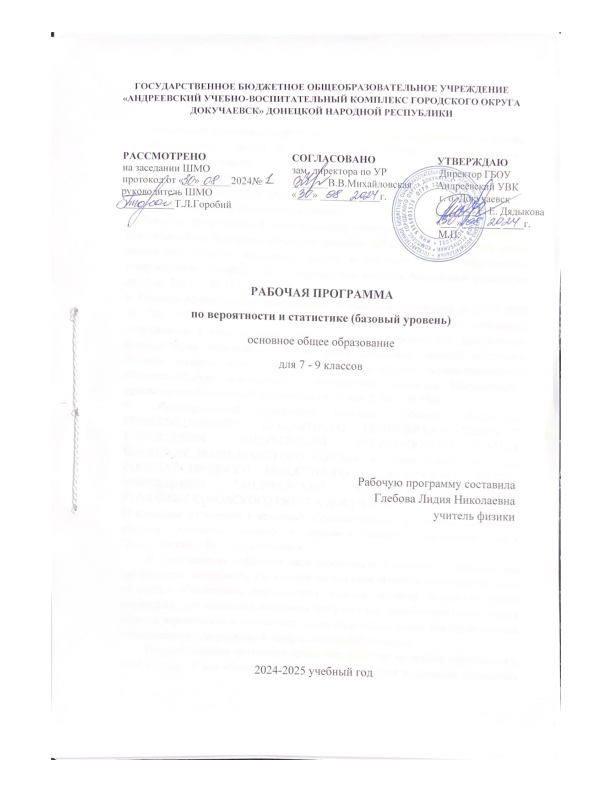 ГОСУДАРСТВЕННОЕ БЮДЖЕТНОЕ ОБЩЕОБРАЗОВАТЕЛЬНОЕ УЧРЕЖДЕНИЕ
«АНДРЕЕВСКИЙ УЧЕБНО-ВОСПИТАТЕЛЬНЫЙ КОМПЛЕКС ГОРОДСКОГО ОКРУГА
ДОКУЧАЕВСК» ДОНЕЦКОЙ НАРОДНОЙ РЕСПУБЛИКИ
РАССМОТРЕНО
на заседании ШМО
протокол от «30» 08 2024№ 1
руководитель ШМО
Т.Л.Горобий
СОГЛАСОВАНО
зам. директора по УР
В.В.Михайловская
«30» 08 2024 г.
УТВЕРЖДАЮ
Директор ГБОУ
Андреевский УВК
г. о. Докучаевск
Е. Дядыкова
«30» 08 2024 г.
М.П.
РАБОЧАЯ ПРОГРАММА
по вероятности и статистике (базовый уровень)
основное общее образование
для 7 - 9 классов
Рабочую программу составила
Глебова Лидия Николаевна
учитель физики
2024-2025 учебный год